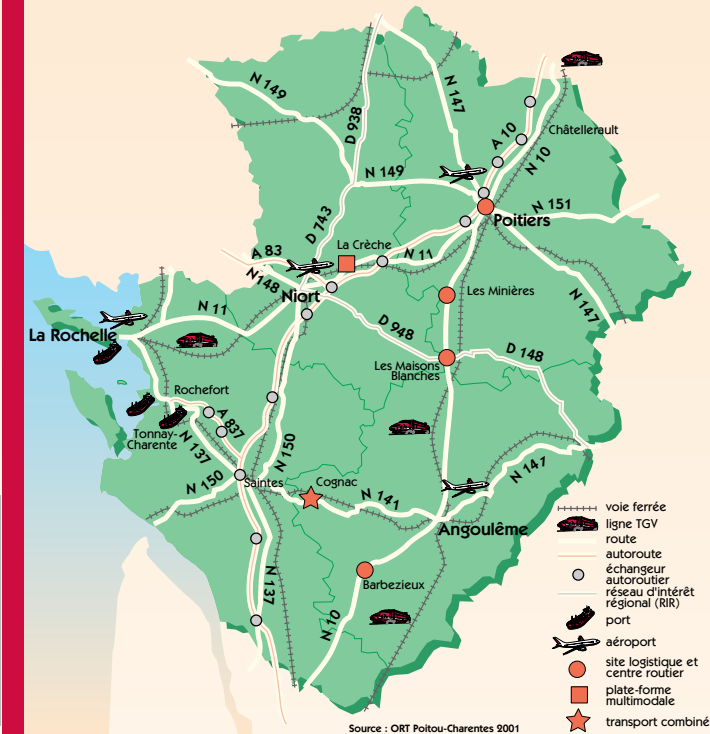 N 149
D 938
N 147
A 10
Châtellerault
N 10
N 149
N 151
Poitiers
D 743
La Crèche
A 83
N 11
N148
Niort
Les Minières
N 147
N 11
La Rochelle
D 948
D 148
Les Maisons
Blanches
Rochefort
A 837
Tonnay-
Charente
N 137
N 150
N 150
Saintes
Cognac
N 141
N 141
Angoulême
Barbezieux
N 137
N 10
voie ferrée
ligne TGV
route
autoroute
échangeur
autoroutier
réseau d'intérêt
régional (RIR)
port
aéroport
site logistique et
centre routier
plate-forme
multimodale
transport combiné
Source : ORT Poitou-Charentes 2001